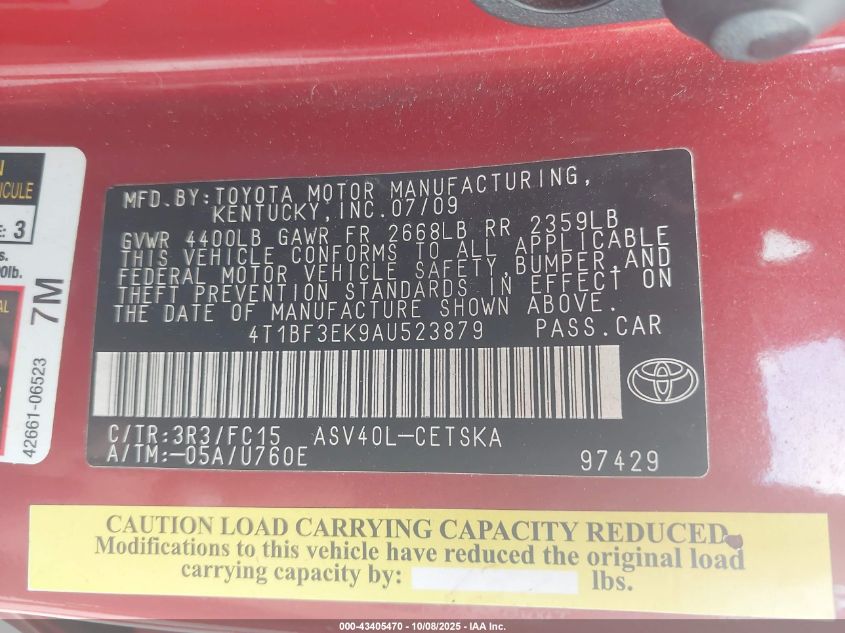 N
VEHICULE
E: 3
s.
0lb.
AL
7M
42661-06523
MFD.BY:TOYOTA MOTOR MANUFACTURING,
KENTUCKY,INC.07/09
GVWR 4400LB GAWR FR 2668LB RR 2359LB
THIS VEHICLE CONFORMS TO ALL APPLICABLE
FEDERAL MOTOR VEHICLE SAFETY,BUMPER,AND
THEFT PREVENTION STANDARDS IN EFFECT ON
THE DATE OF MANUFACTURE SHOWN ABOVE.
4T1BF3EK9AU523879 PASS.CAR
C/TR:3R3/FC15 ASV40L-CETSKA
A/TM:-05A/U760E 97429
CAUTION LOAD CARRYING CAPACITY REDUCED
Modifications to this vehicle have reduced the original load
carrying capacity by: lbs.
000-43405470 - 10/08/2025 - IAA Inc.